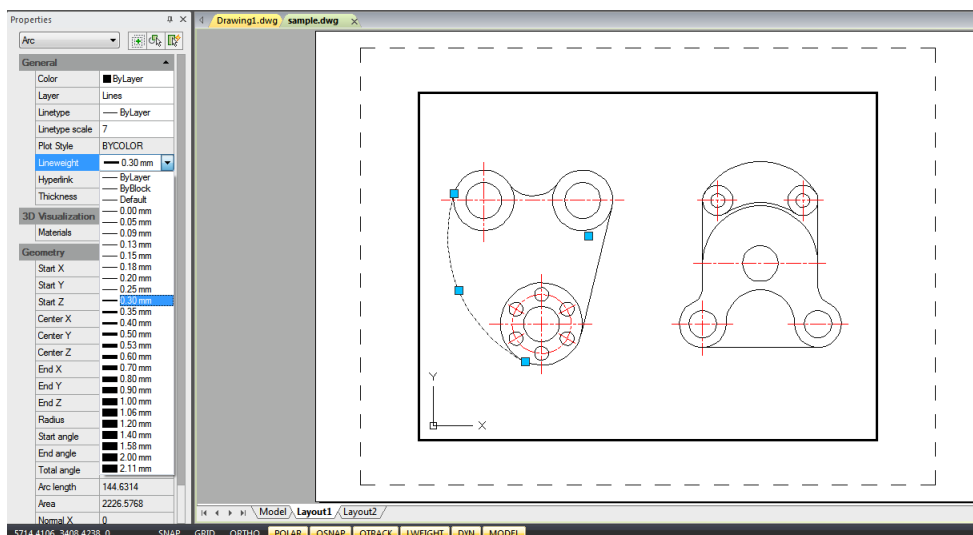 Properties
Drawing1.dwg
sample.dwg
Arc
General
Color ByLayer
Layer Lines
Linetype ByLayer
Linetype scale 7
Plot Style BYCOLOR
Lineweight 0.30 mm
Hyperlink
Thickness
3D Visualization
Materials
Geometry
Start X
Start Y
Start Z
Center X
Center Y
Center Z
End X
End Y
End Z
Radius
Start angle
End angle
Total angle
Arc length 144.6314
Area 2226.5768
Normal X 0
ByLayer
ByBlock
Default
0.00 mm
0.05 mm
0.09 mm
0.13 mm
0.15 mm
0.18 mm
0.20 mm
0.25 mm
0.30 mm
0.35 mm
0.40 mm
0.50 mm
0.53 mm
0.60 mm
0.70 mm
0.80 mm
0.90 mm
1.00 mm
1.06 mm
1.20 mm
1.40 mm
1.58 mm
2.00 mm
2.11 mm
Y
X
Model Layout1 Layout2
5714.4106, 3408.4238, 0 SNAP GRID ORTHO POLAR OSNAP OTRACK LWEIGHT DYN MODEL